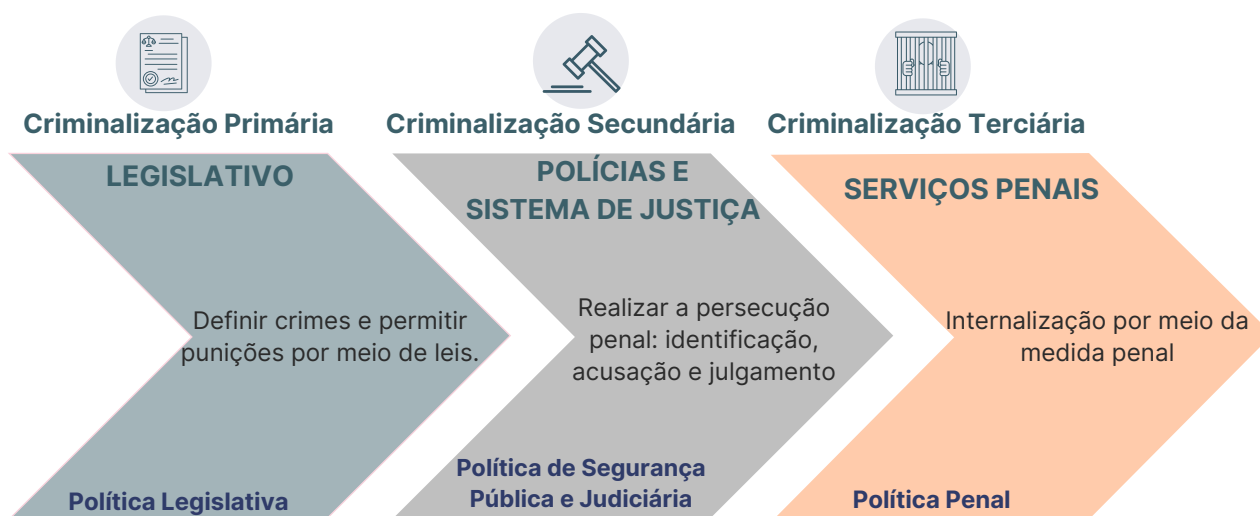 Criminalização Primária
LEGISLATIVO
Definir crimes e permitir
punições por meio de leis.
Política Legislativa
Criminalização Secundária
POLÍCIAS E
SISTEMA DE JUSTIÇA
Realizar a persecução
penal: identificação,
acusação e julgamento
Política de Segurança
Pública e Judiciária
Criminalização Terciária
SERVIÇOS PENAIS
Internalização por meio da
medida penal
Política Penal